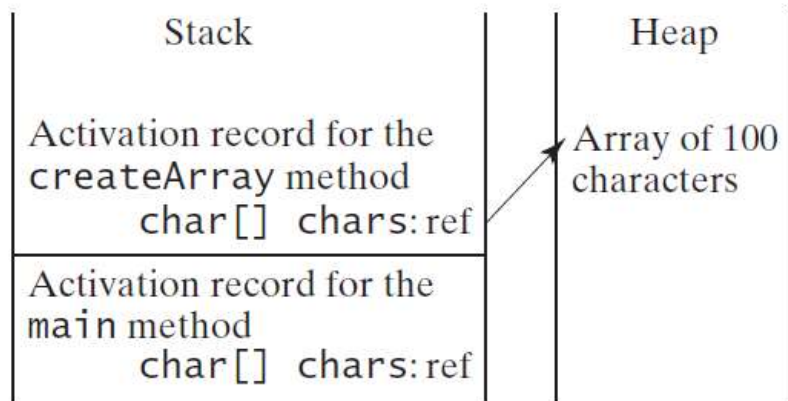 Stack
Activation record for the
createArray method
char[] chars: ref
Activation record for the
main method
char[] chars: ref
Heap
Array of 100
characters